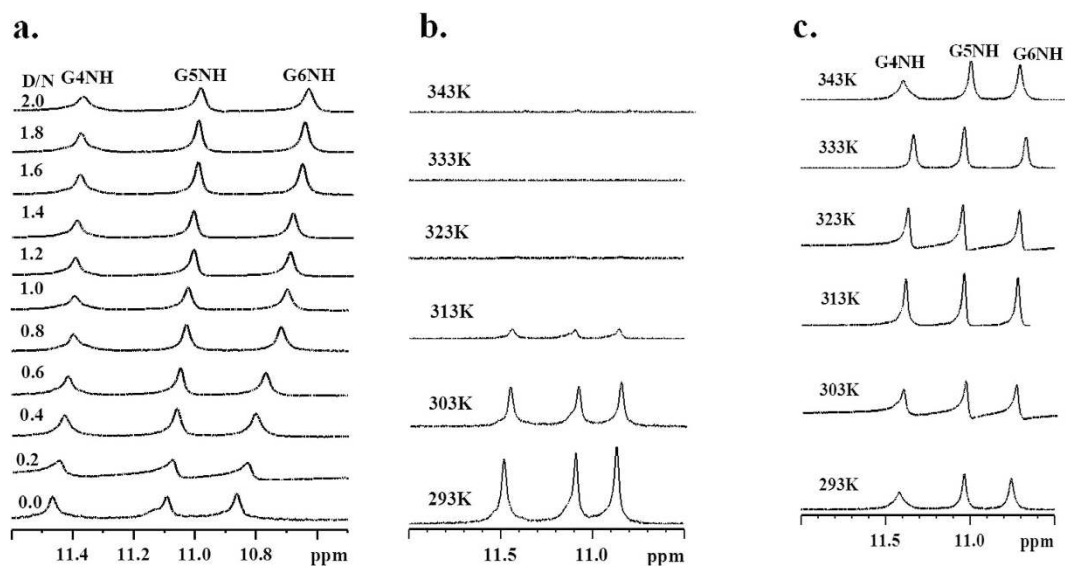 a.
D/N G4NH G5NH G6NH
2.0
1.8
1.6
1.4
1.2
1.0
0.8
0.6
0.4
0.2
0.0
11.4 11.2 11.0 10.8 ppm
b.
343K
333K
323K
313K
303K
293K
11.5 11.0 ppm
c.
G4NH G5NH G6NH
343K
333K
323K
313K
303K
293K
11.5 11.0 ppm